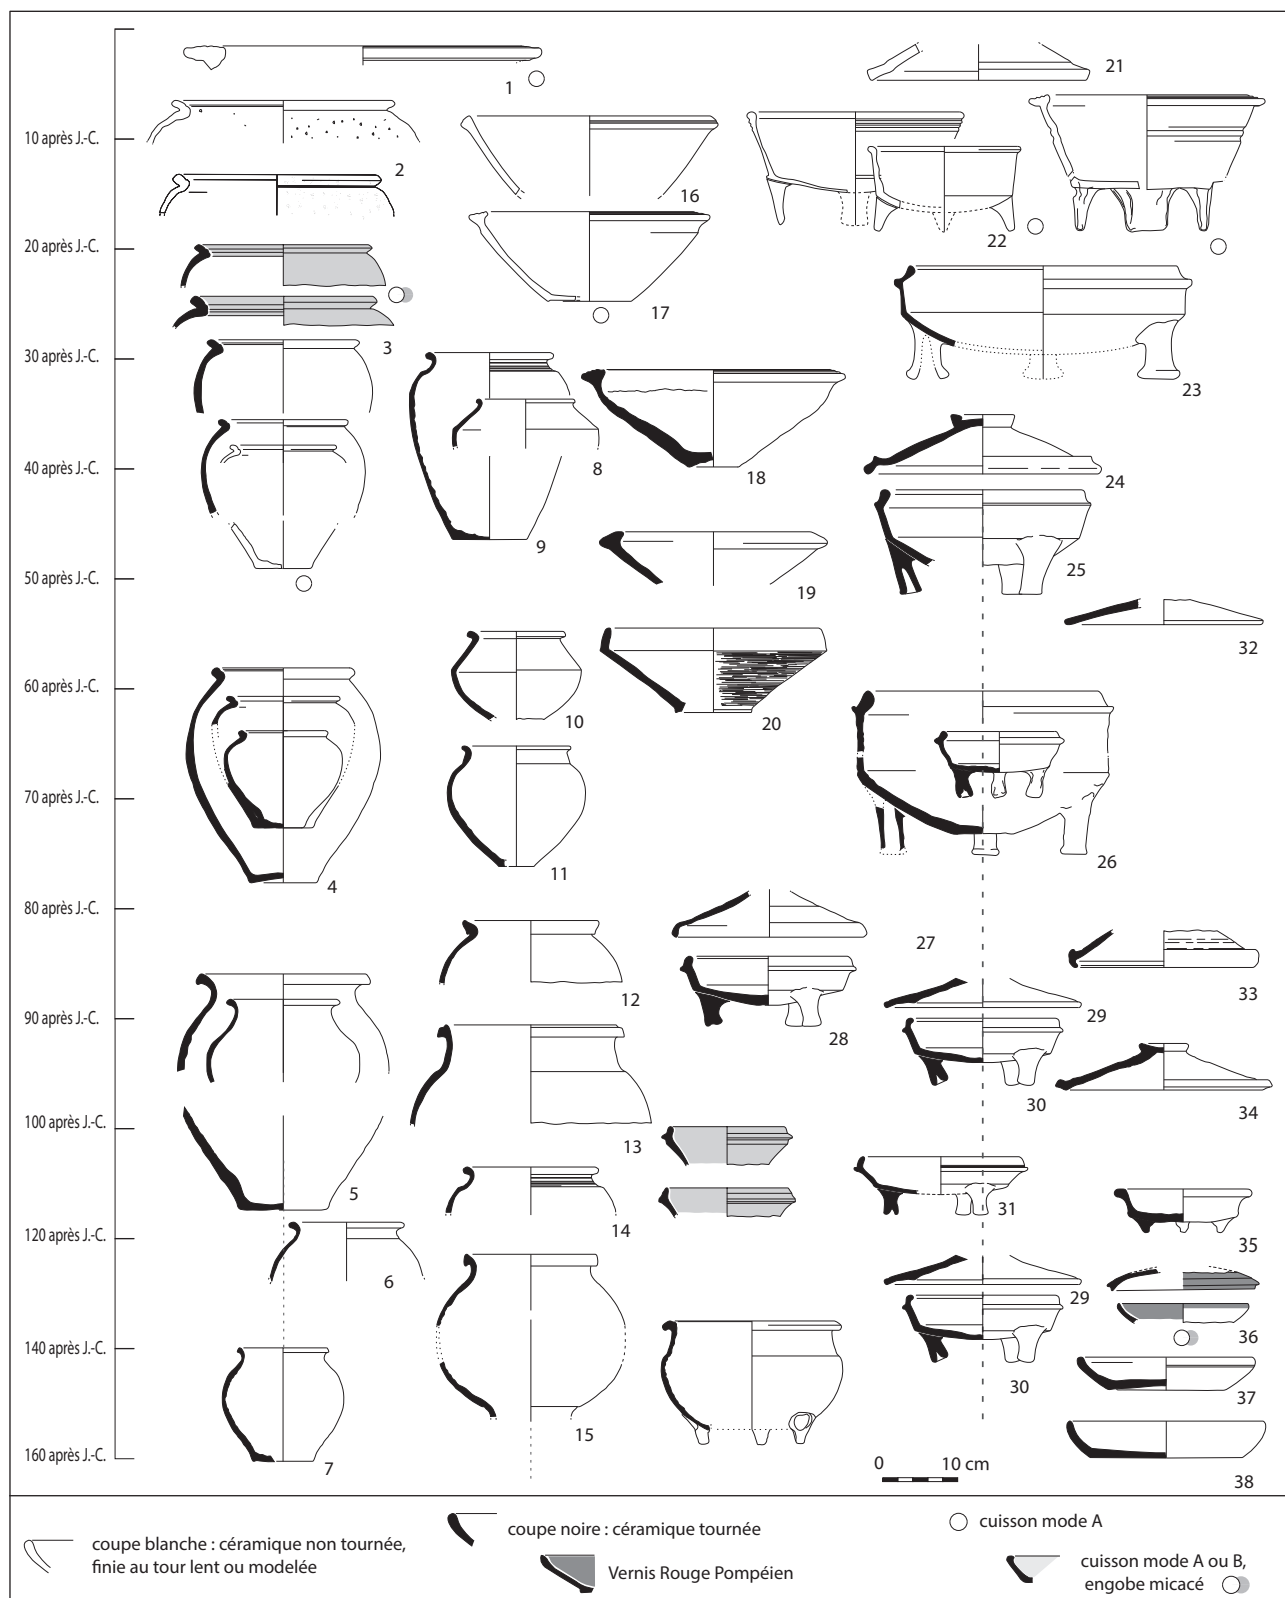 1
21
10 après J.-C.
2
16
22
20 après J.-C.
17
3
30 après J.-C.
23
8
18
24
40 après J.-C.
9
19
25
50 après J.-C.
32
10
20
60 après J.-C.
70 après J.-C.
26
11
4
80 après J.-C.
27
12
28
33
29
90 après J.-C.
30
34
100 après J.-C.
13
5
14
31
35
120 après J.-C.
6
29
36
140 après J.-C.
30
37
15
160 après J.-C.
7
0 10 cm
38
coupe blanche : céramique non tournée,
finie au tour lent ou modelée
coupe noire : céramique tournée
Vernis Rouge Pompéien
cuisson mode A
cuisson mode A ou B,
engobe micacé